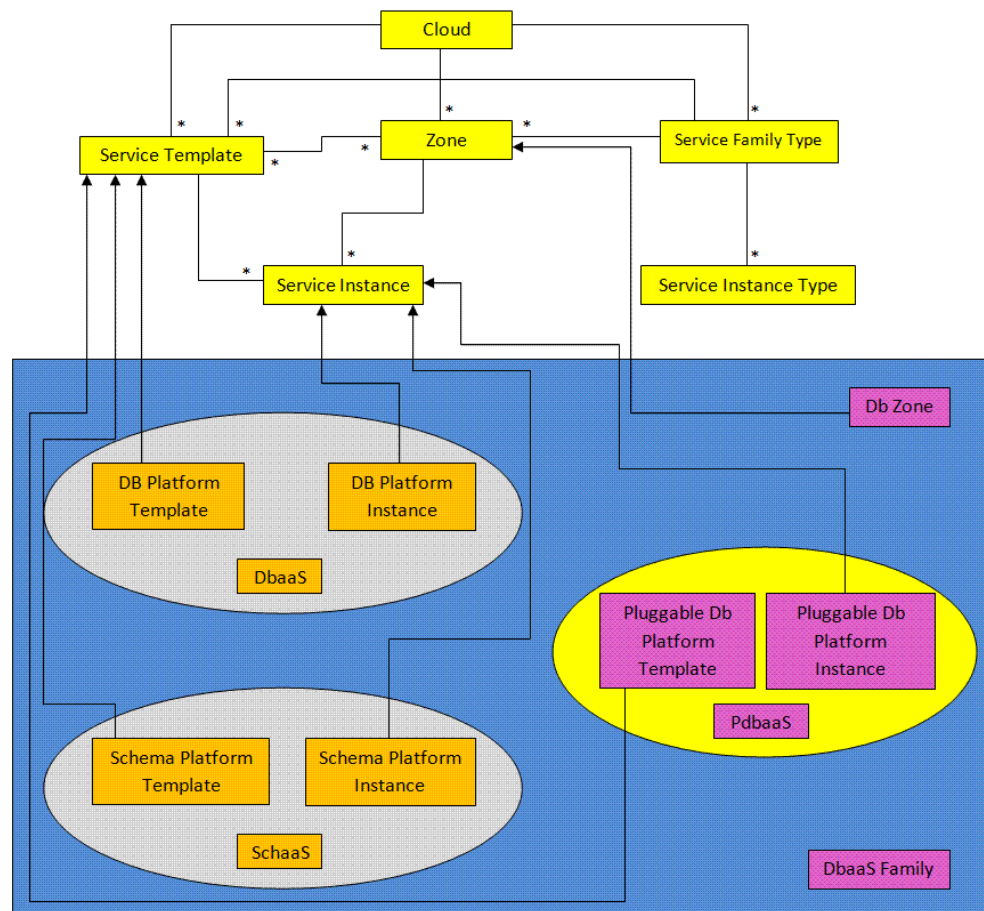 Cloud
*
*
*
*
*
*
*
Service Template
Zone
Service Family Type
*
*
*
*
Service Instance
Service Instance Type
Db Zone
DB Platform
Template
DB Platform
Instance
DbaaS
Pluggable Db
Platform
Template
Pluggable Db
Platform
Instance
PdbaaS
Schema Platform
Template
Schema Platform
Instance
SchaaS
DbaaS Family